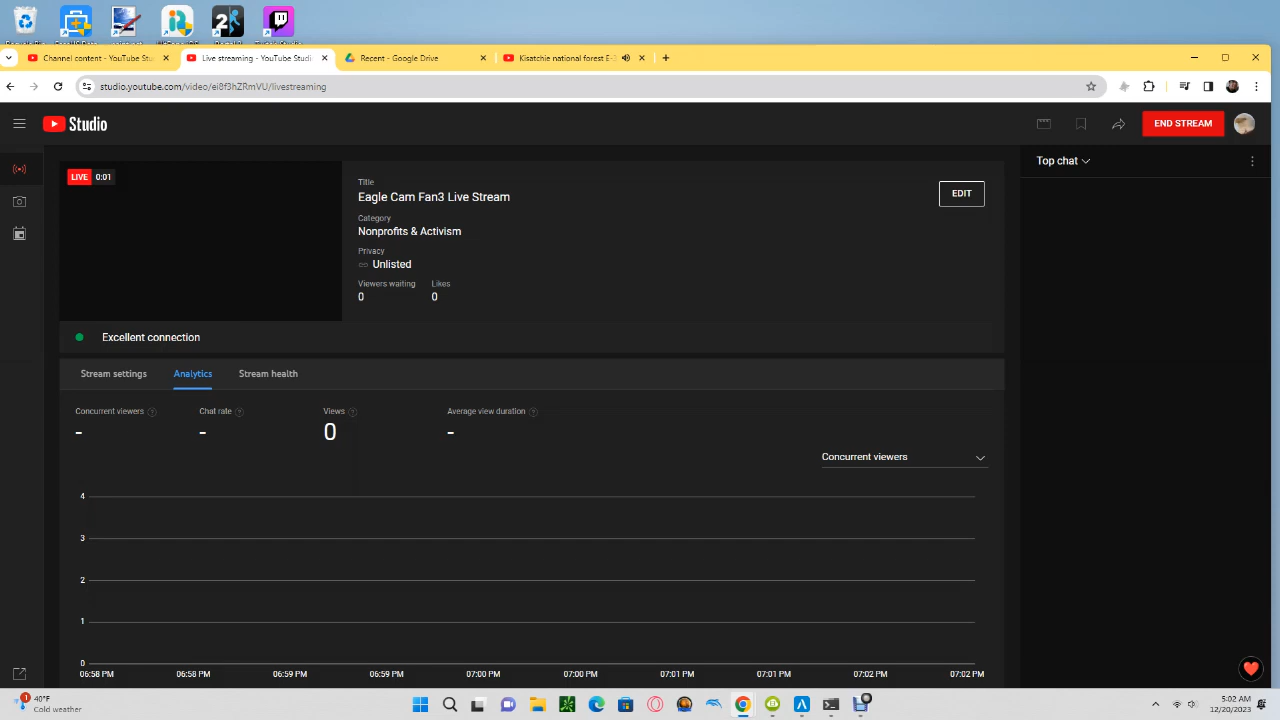 2
Channel content - YouTube Stu
Live streaming - YouTube Studi
Recent - Google Drive
Kisatchie national forest E-3
studio.youtube.com/video/ei8f3hZRmVU/livestreaming
Studio
END STREAM
LIVE 0:01
Title
Eagle Cam Fan3 Live Stream
EDIT
Category
Nonprofits & Activism
Privacy
Unlisted
Viewers waiting Likes
0 0
Top chat
Excellent connection
Stream settings Analytics Stream health
Concurrent viewers Chat rate Views Average view duration
- - 0 -
Concurrent viewers
4
3
2
1
0
06:58 PM 06:58 PM 06:59 PM 06:59 PM 07:00 PM 07:00 PM 07:01 PM 07:01 PM 07:02 PM 07:02 PM
1
40°F
Cold weather
5:02 AM
12/20/2023